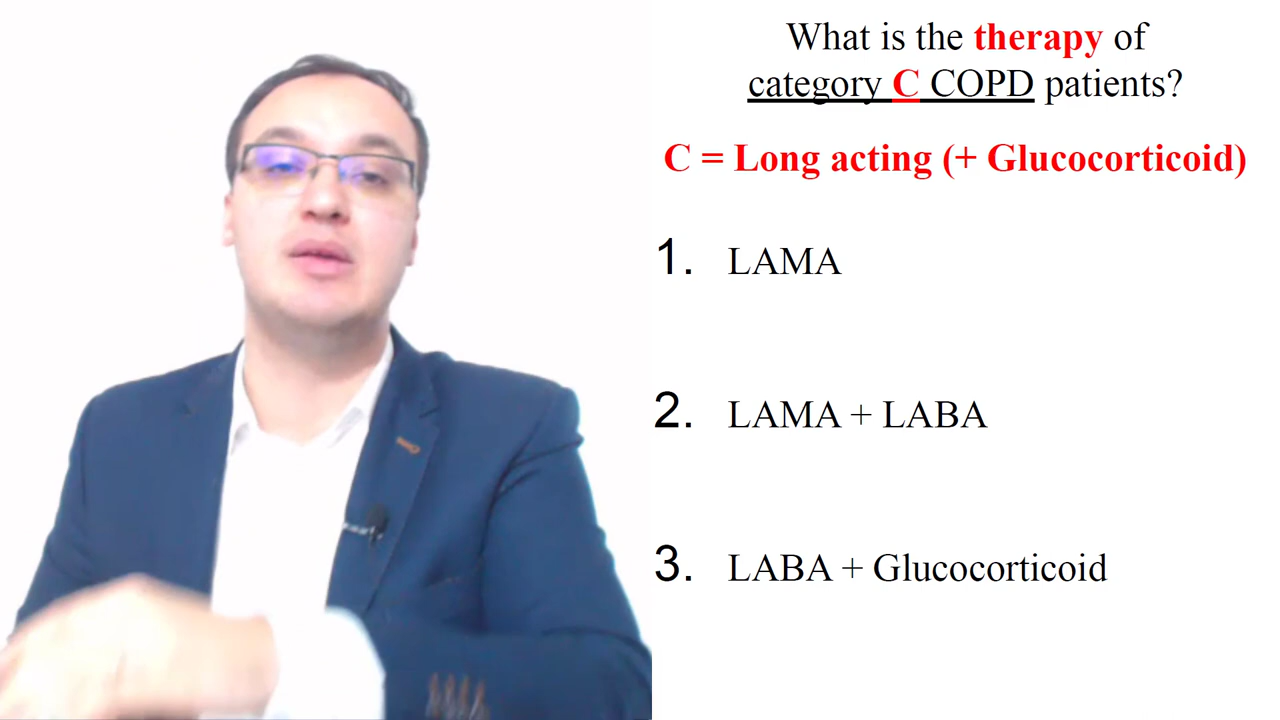 What is the therapy of
category C COPD patients?
C = Long acting (+ Glucocorticoid)
1. LAMA
2. LAMA + LABA
3. LABA + Glucocorticoid